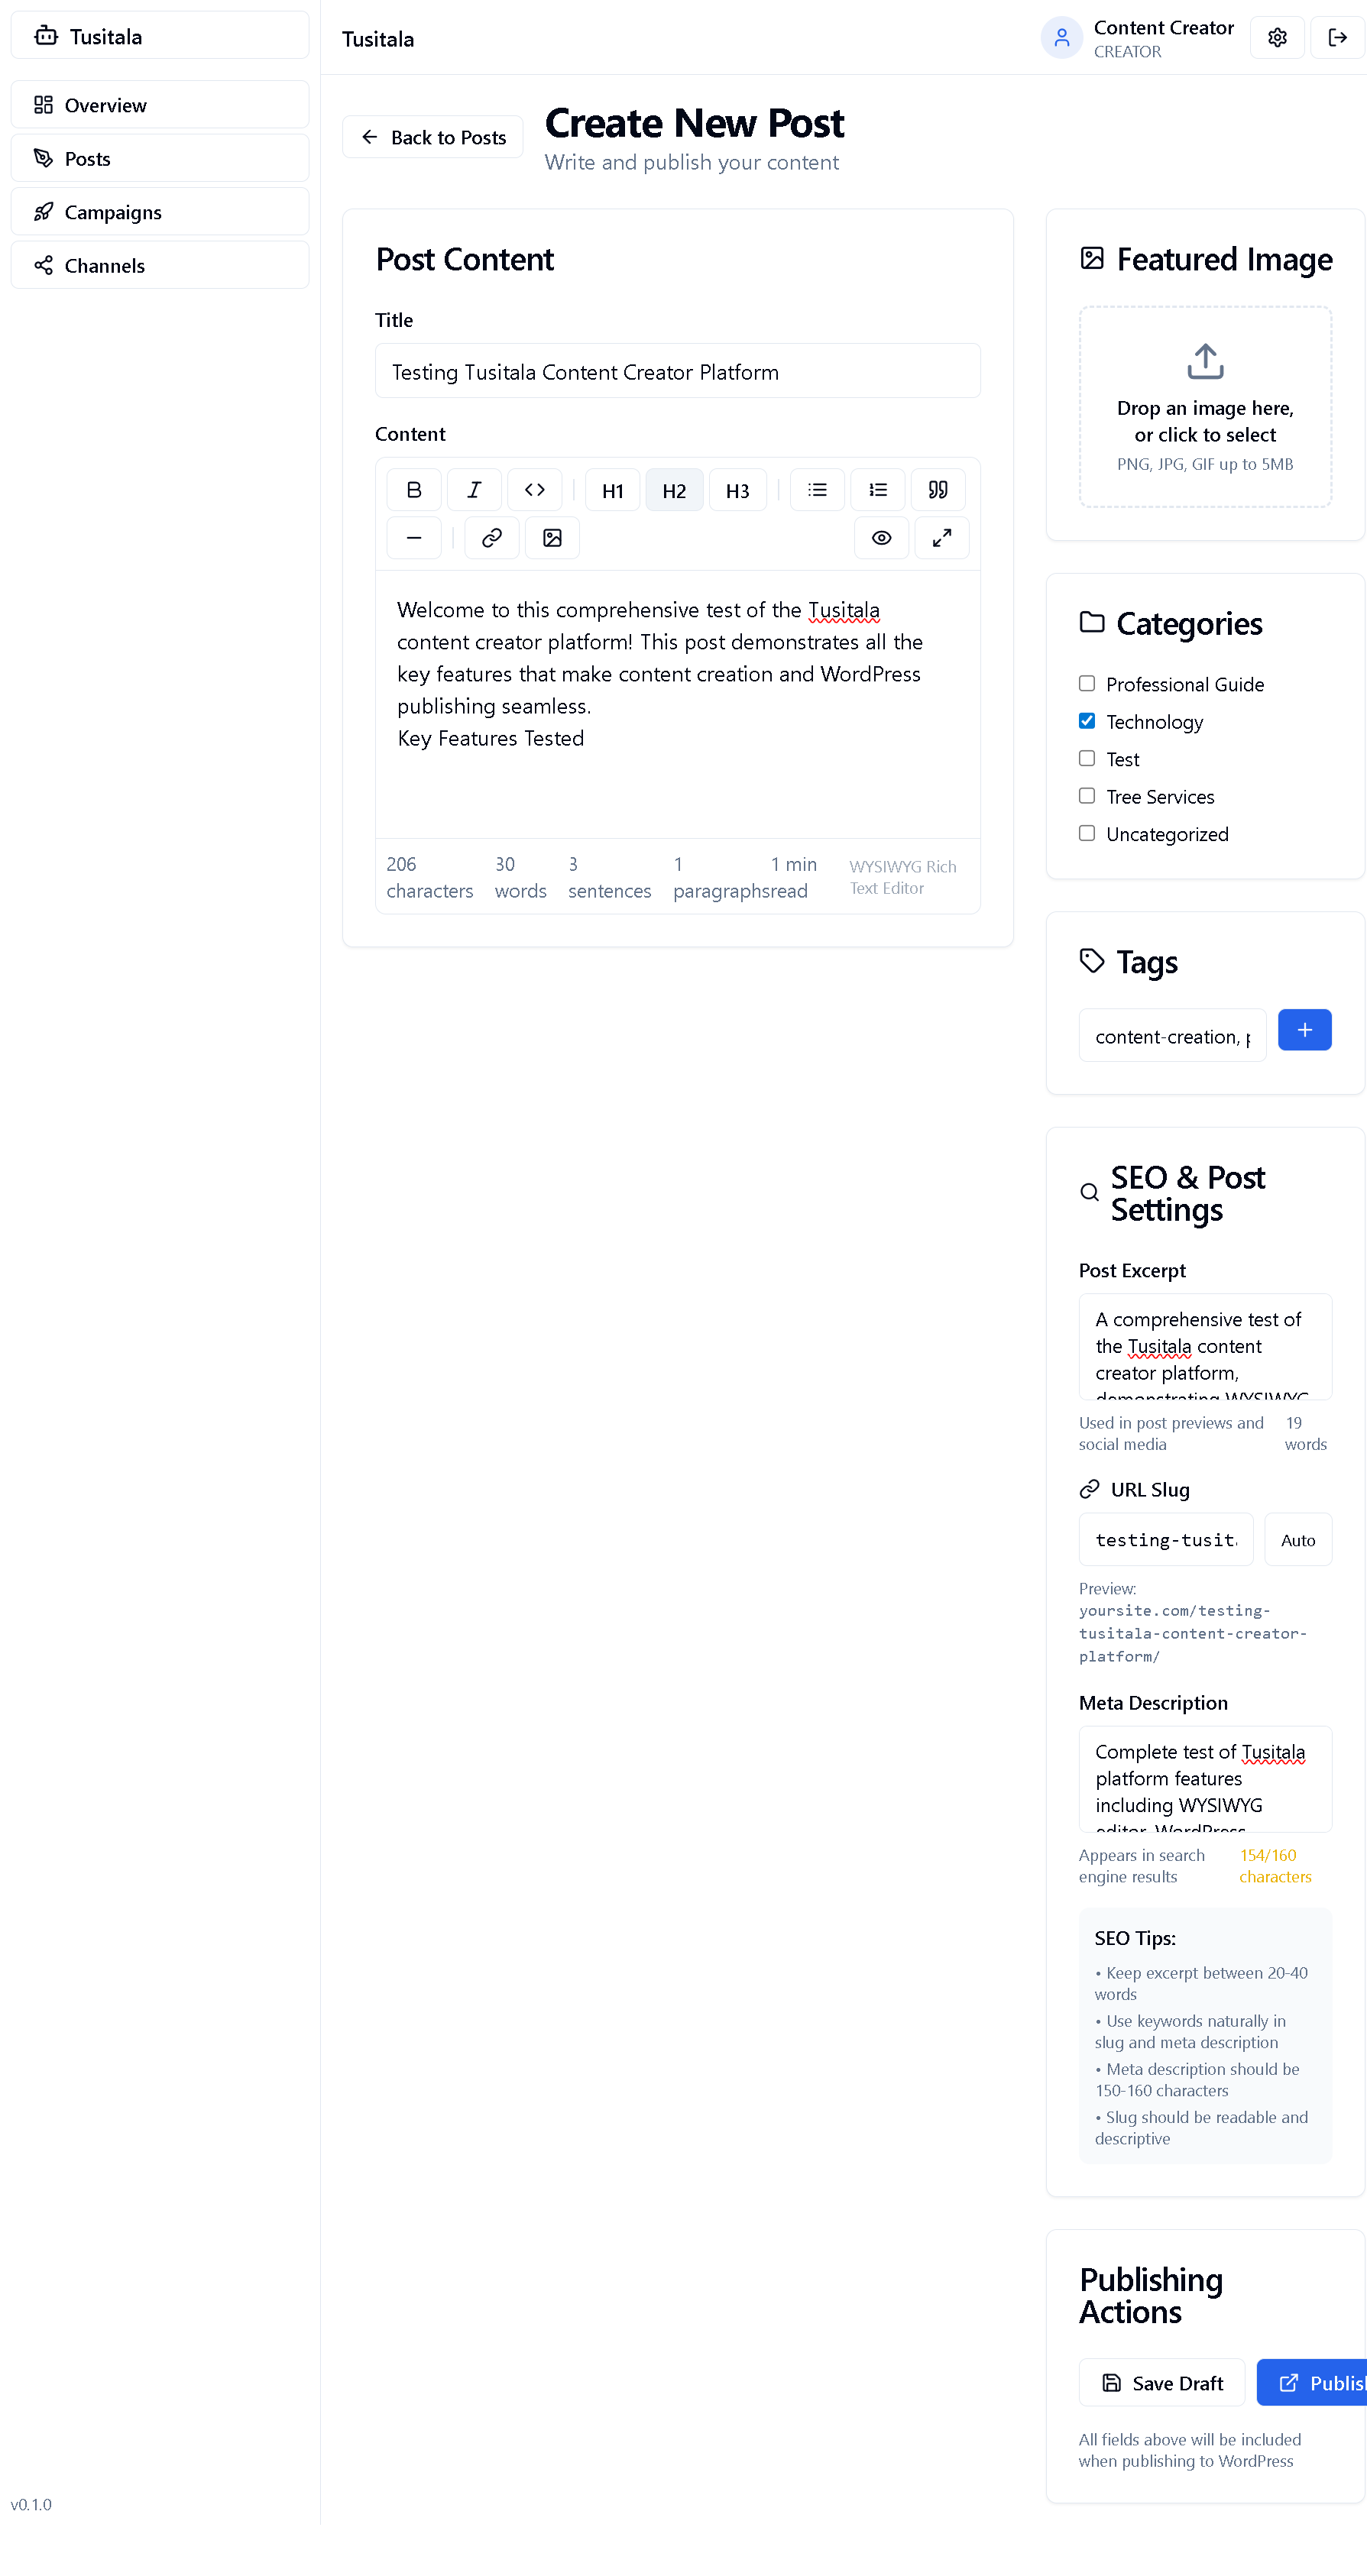 Tusitala
Overview
Posts
Campaigns
Channels
v0.1.0
Tusitala
Content Creator
CREATOR
Back to Posts
Create New Post
Write and publish your content
Post Content
Title
Testing Tusitala Content Creator Platform
Content
H1 H2 H3
Welcome to this comprehensive test of the Tusitala
content creator platform! This post demonstrates all the
key features that make content creation and WordPress
publishing seamless.
Key Features Tested
206 characters
30 words
3 sentences
1 paragraphs
1 min read
WYSIWYG Rich
Text Editor
Featured Image
Drop an image here,
or click to select
PNG, JPG, GIF up to 5MB
Categories
Professional Guide
Technology
Test
Tree Services
Uncategorized
Tags
content-creation,
SEO & Post
Settings
Post Excerpt
A comprehensive test of
the Tusitala content
creator platform,
demonstrating WYSIWYG
Used in post previews and
social media
19
words
URL Slug
testing-tusit
Auto
Preview:
yoursite.com/testing-
tusitala-content-creator-
platform/
Meta Description
Complete test of Tusitala
platform features
including WYSIWYG
editor, WordPress
Appears in search
engine results
154/160
characters
SEO Tips:
• Keep excerpt between 20-40
words
• Use keywords naturally in
slug and meta description
• Meta description should be
150-160 characters
• Slug should be readable and
descriptive
Publishing
Actions
Save Draft
Publis
All fields above will be included
when publishing to WordPress